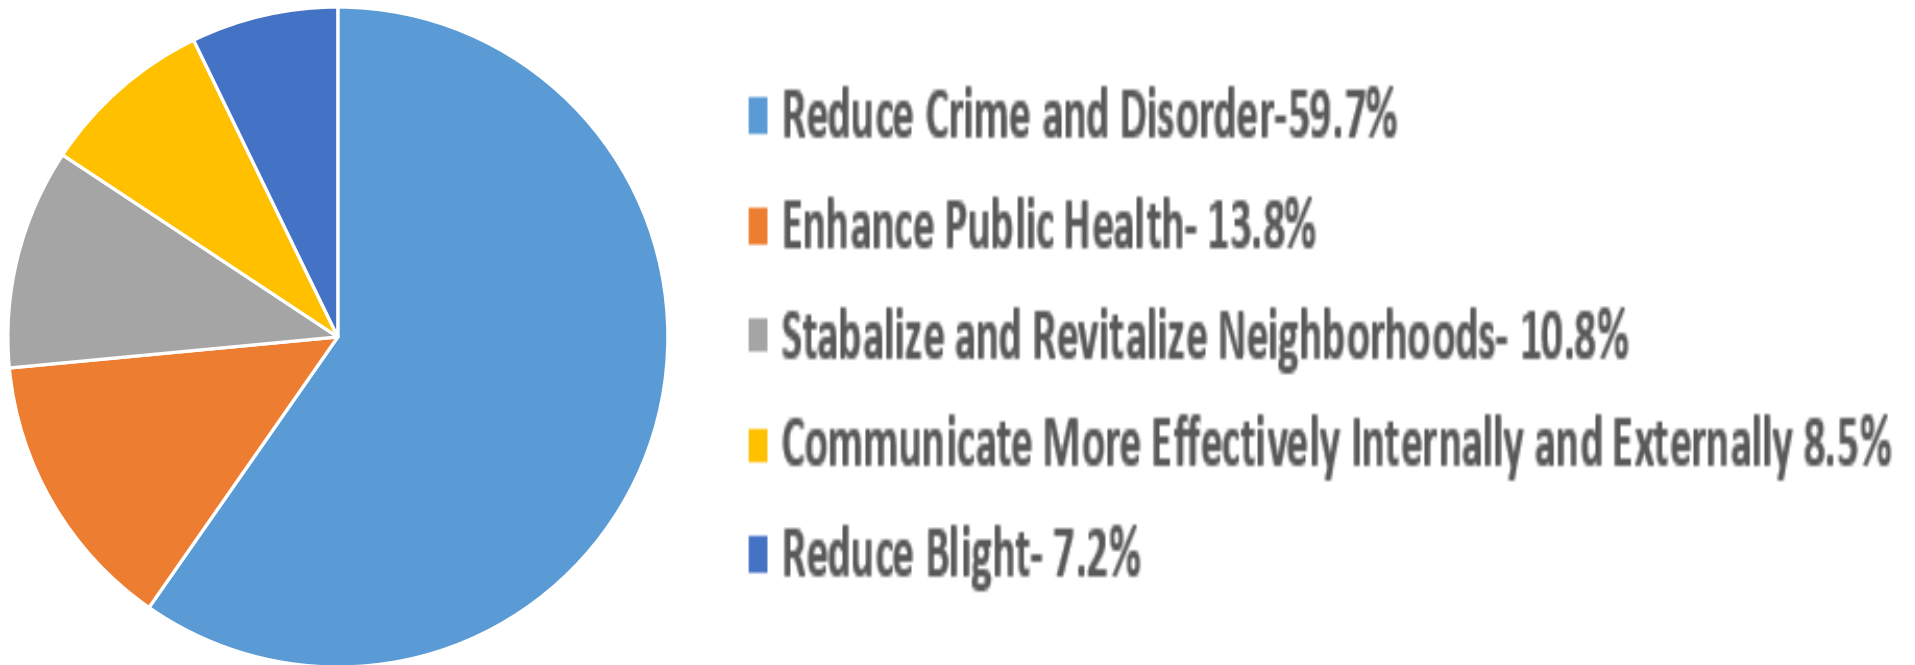 Reduce Crime and Disorder-59.7%
Enhance Public Health- 13.8%
Stabalize and Revitalize Neighborhoods- 10.8%
Communicate More Effectively Internally and Externally 8.5%
Reduce Blight- 7.2%